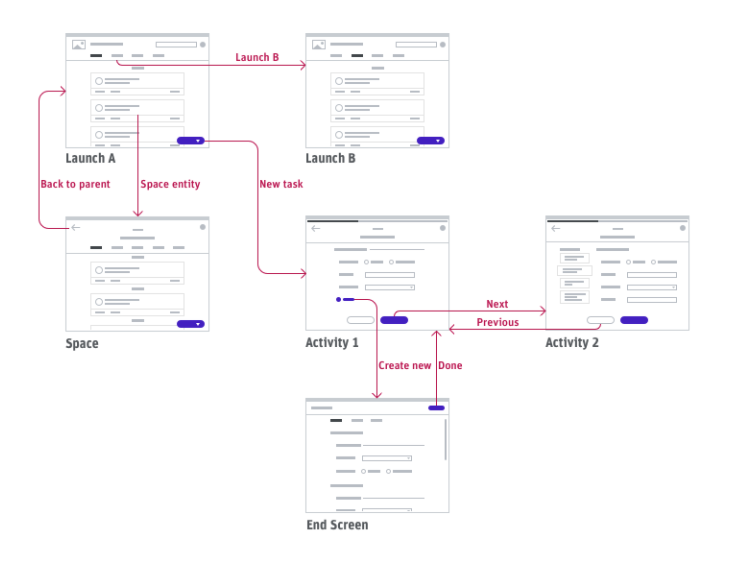 Launch B
Launch A
Launch B
Back to parent
Space entity
New task
Next
Previous
Space
Activity 1
Activity 2
Create new
Done
End Screen